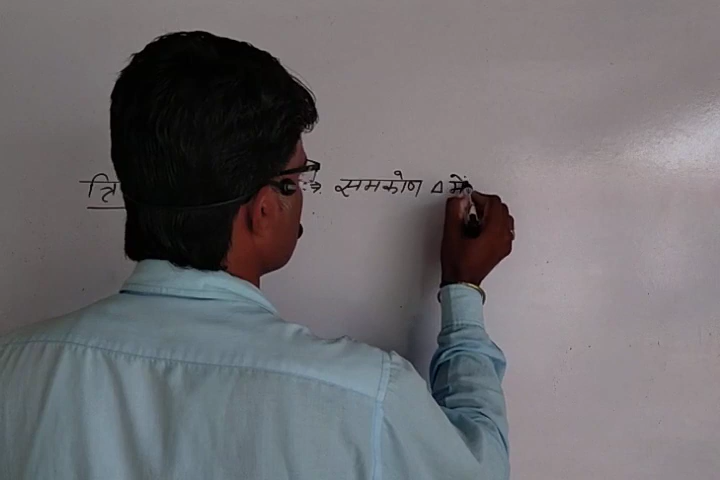 त्रि :→ समकोण Δ में